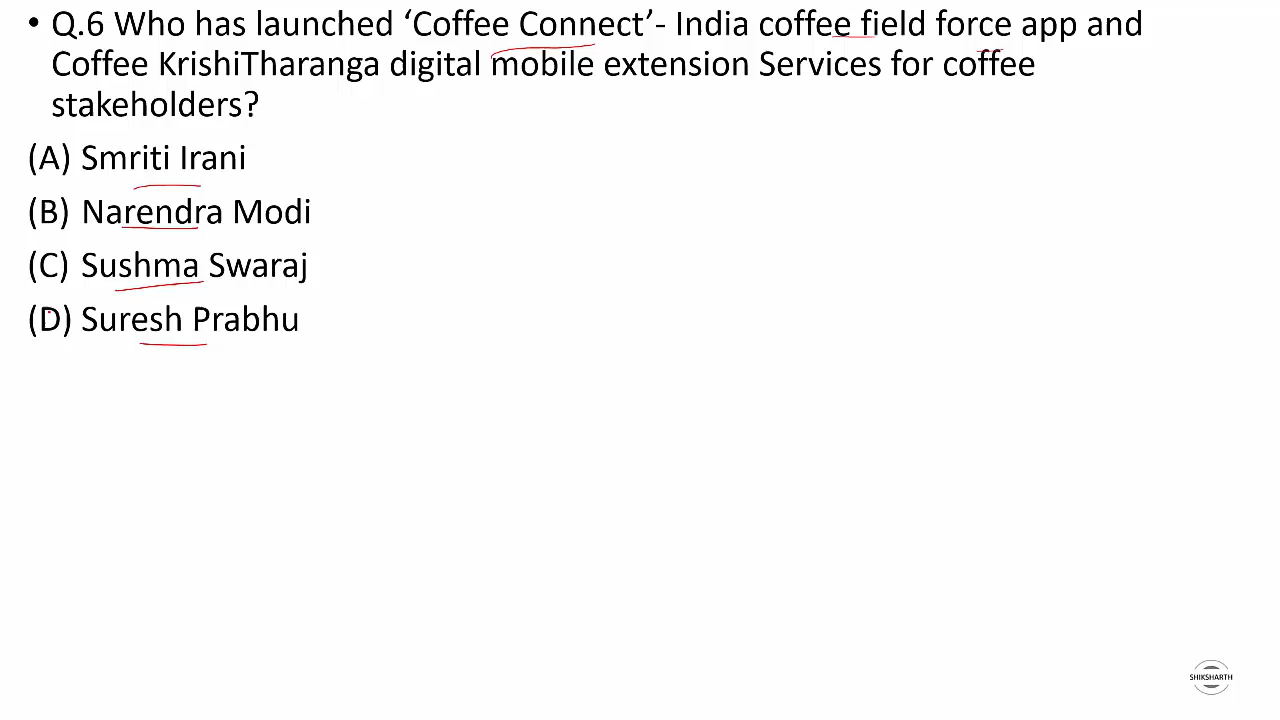 • Q.6 Who has launched ‘Coffee Connect’- India coffee field force app and
Coffee KrishiTharanga digital mobile extension Services for coffee
stakeholders?
(A) Smriti Irani
(B) Narendra Modi
(C) Sushma Swaraj
(D) Suresh Prabhu
SHIKSHARTH